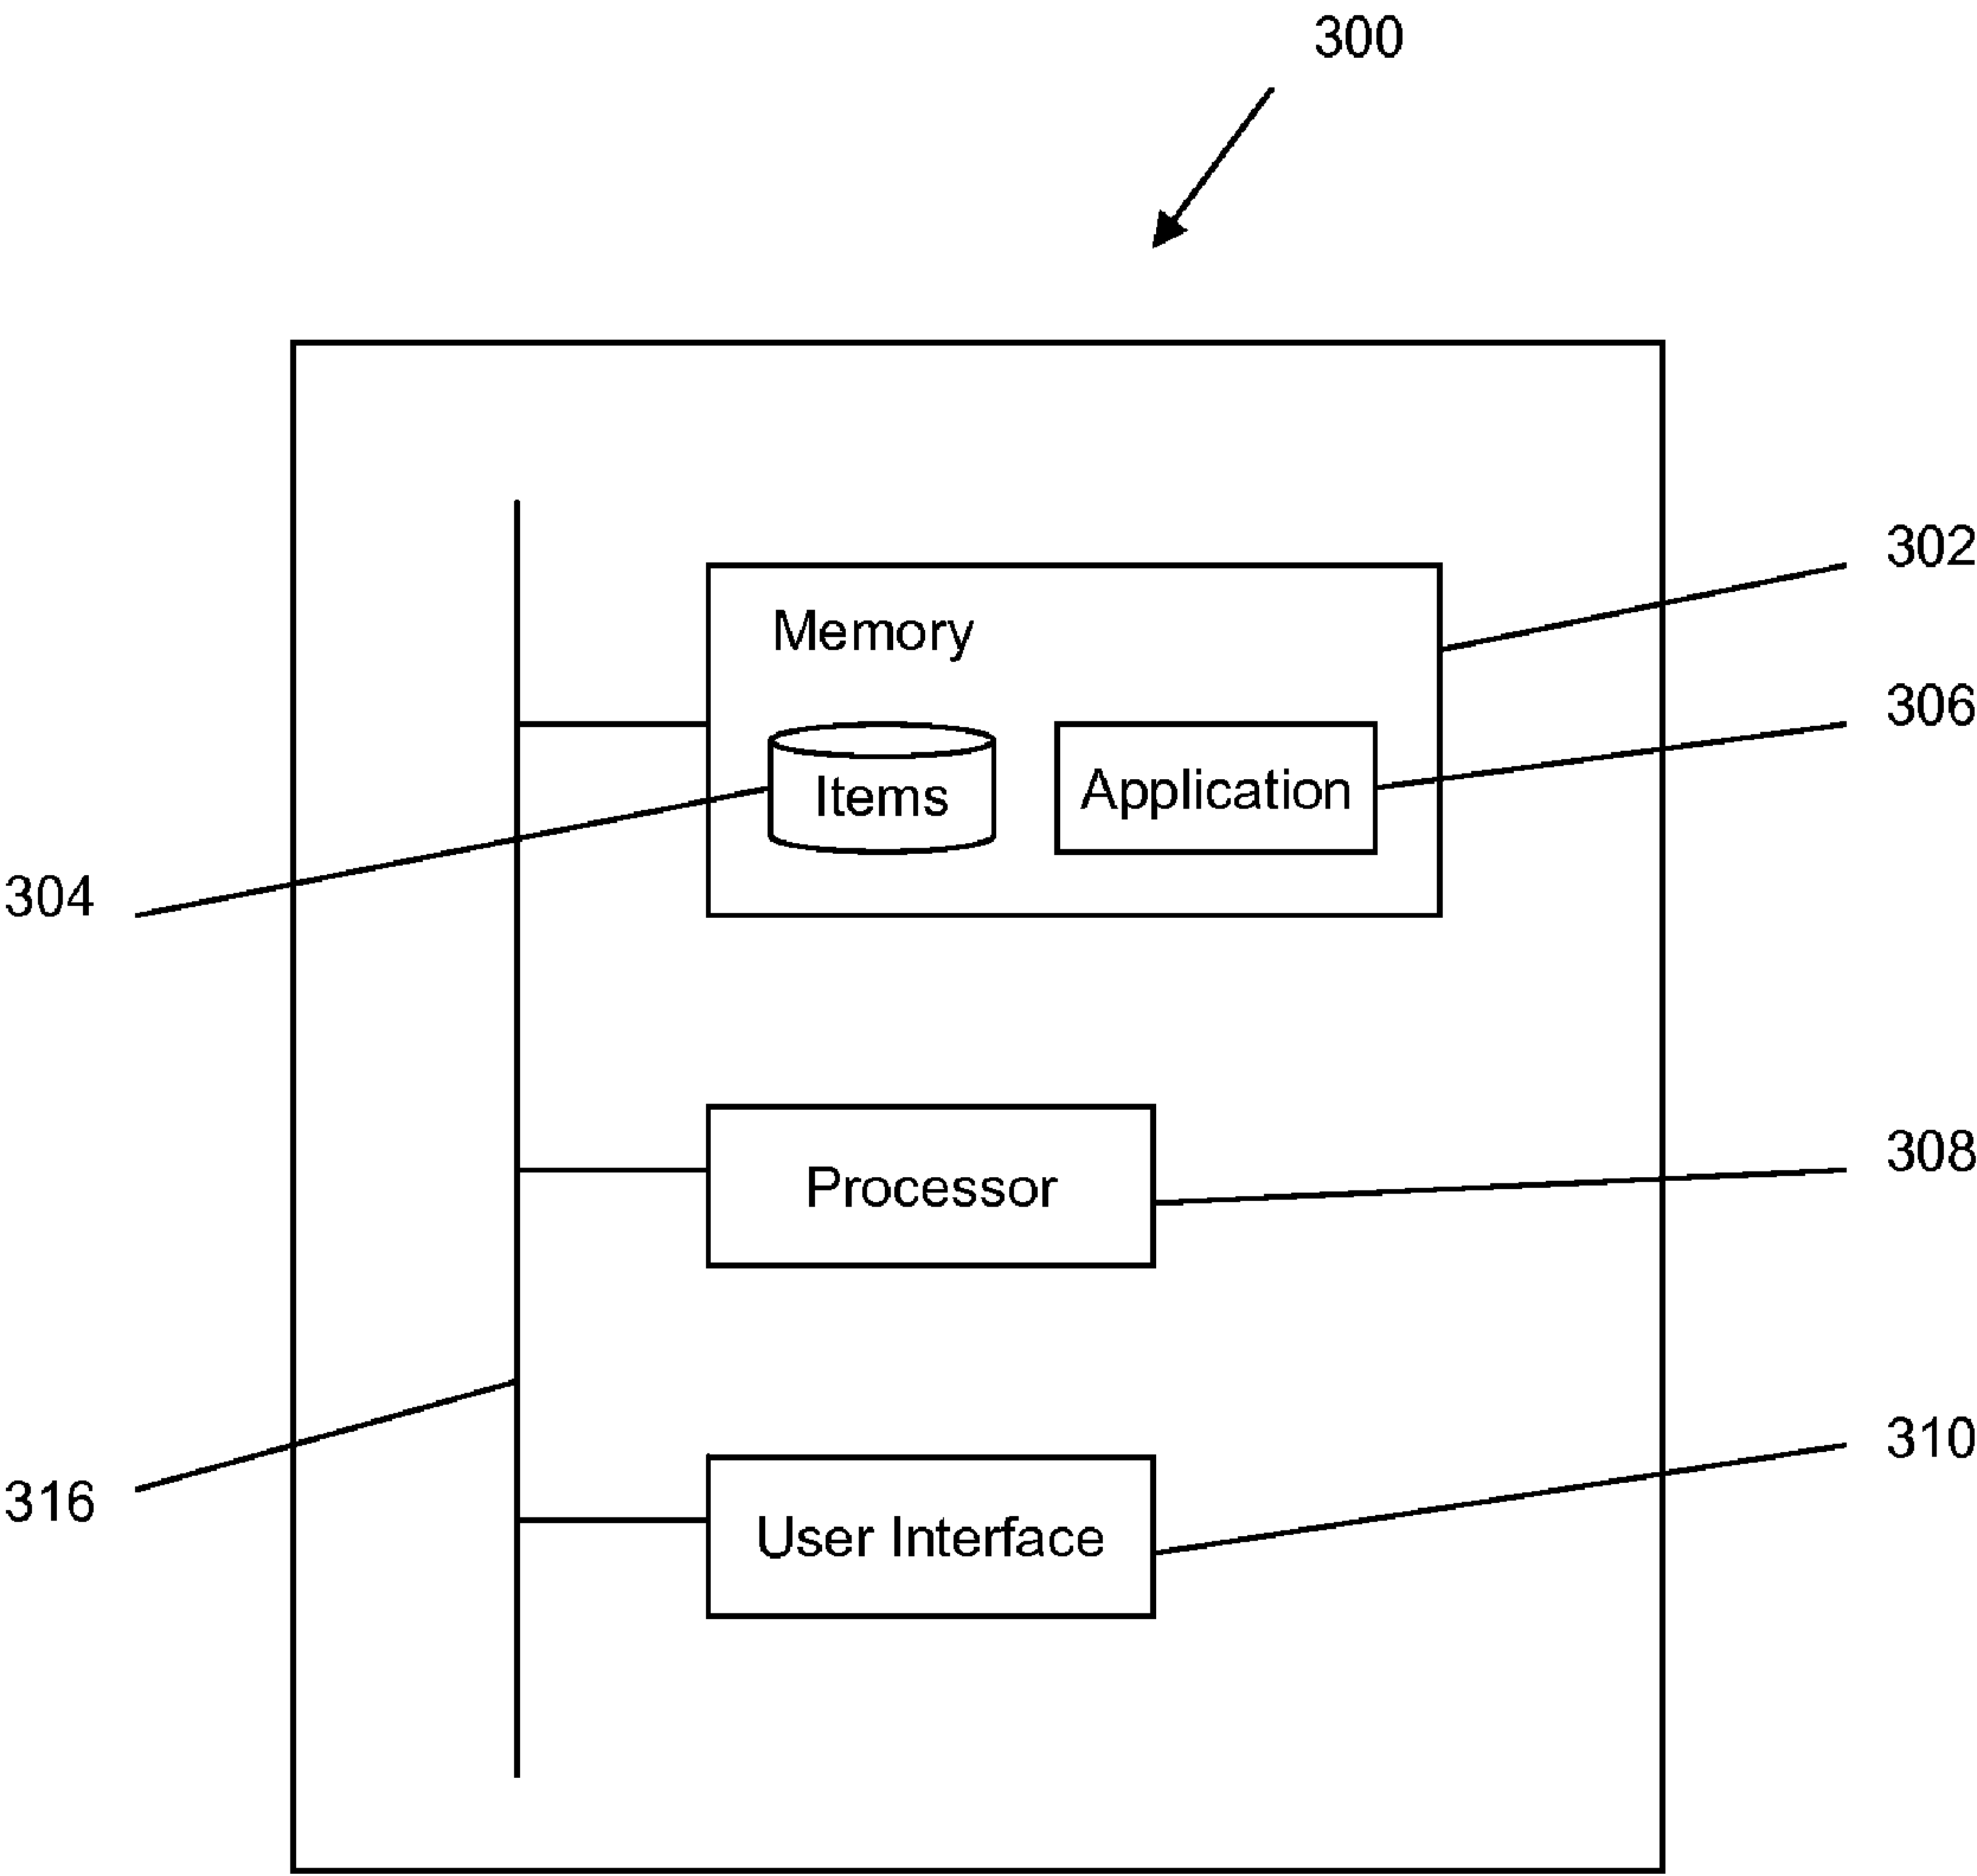 300
302
Memory
306
Items
Application
304
308
Processor
310
316
User Interface